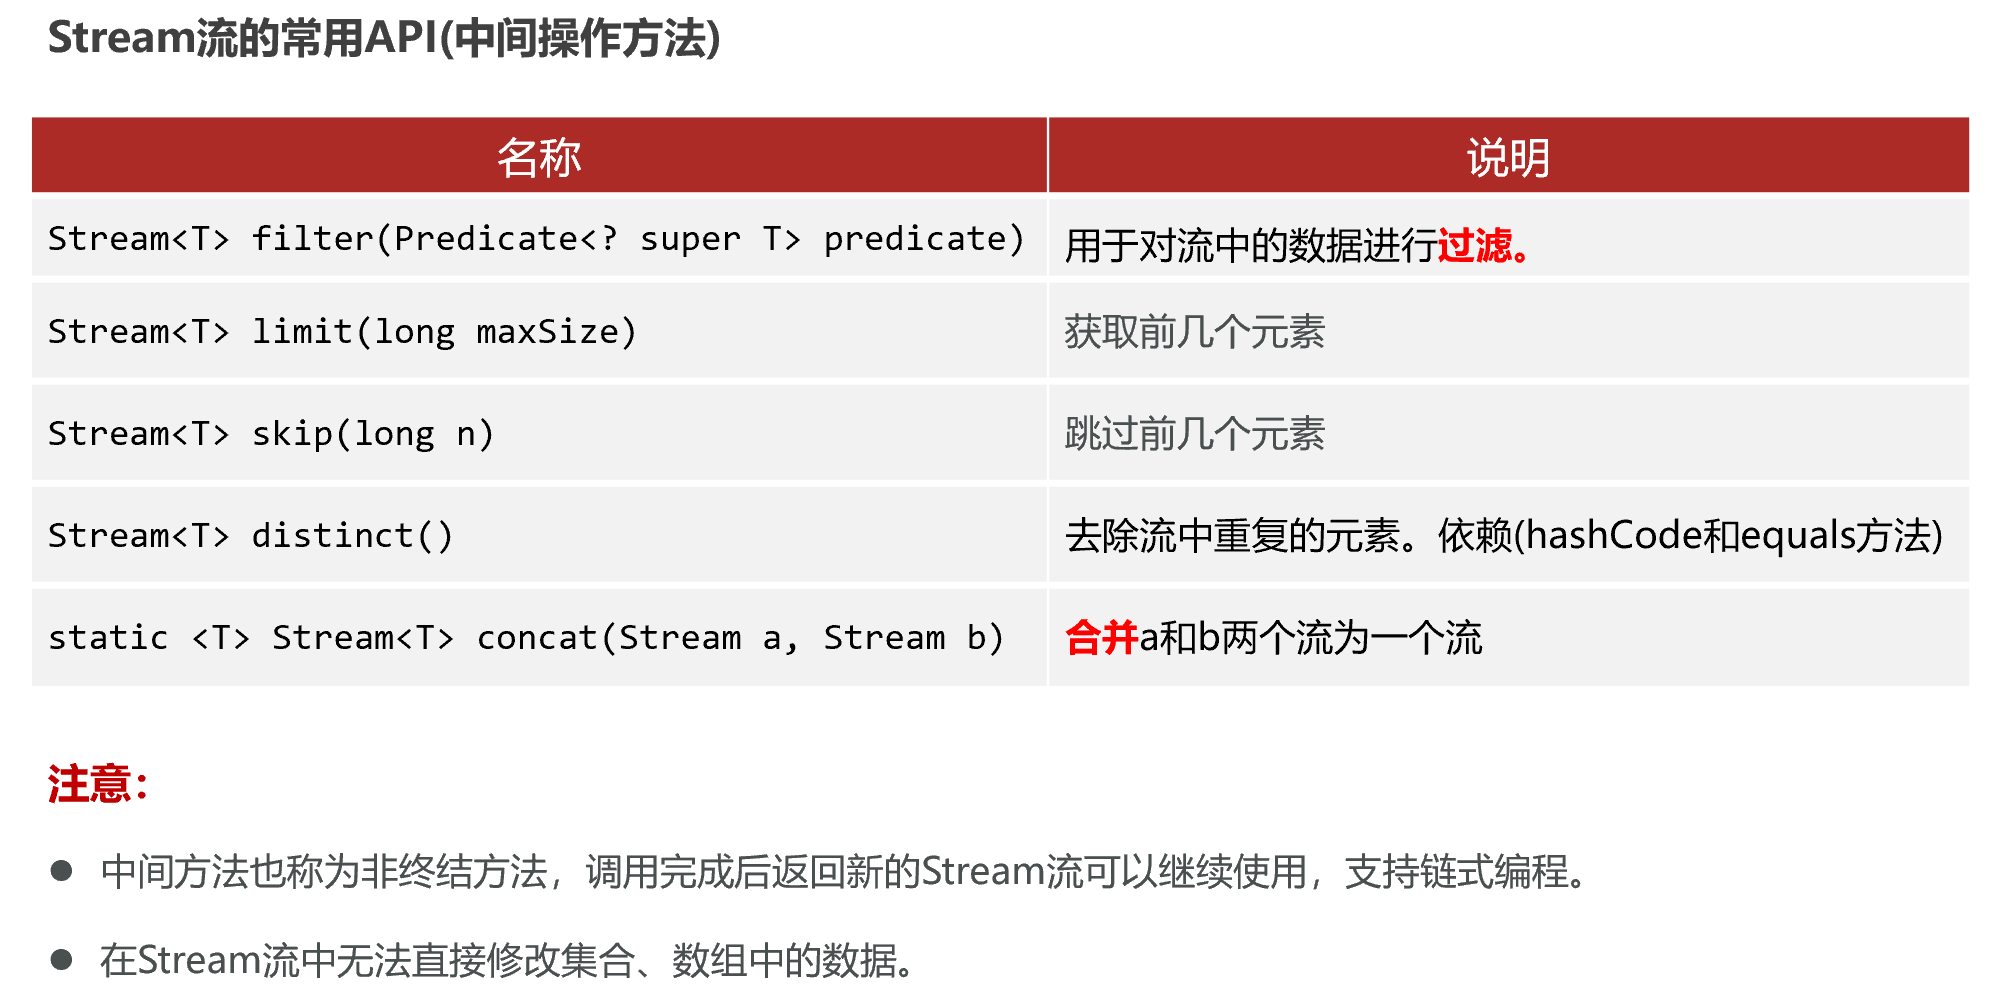 Stream流的常用API(中间操作方法)
名称 说明
Stream<T> filter(Predicate<? super T> predicate) 用于对流中的数据进行过滤。
Stream<T> limit(long maxSize) 获取前几个元素
Stream<T> skip(long n) 跳过前几个元素
Stream<T> distinct() 去除流中重复的元素。依赖(hashCode和equals方法)
static <T> Stream<T> concat(Stream a, Stream b) 合并a和b两个流为一个流
注意：
● 中间方法也称为非终结方法，调用完成后返回新的Stream流可以继续使用，支持链式编程。
● 在Stream流中无法直接修改集合、数组中的数据。